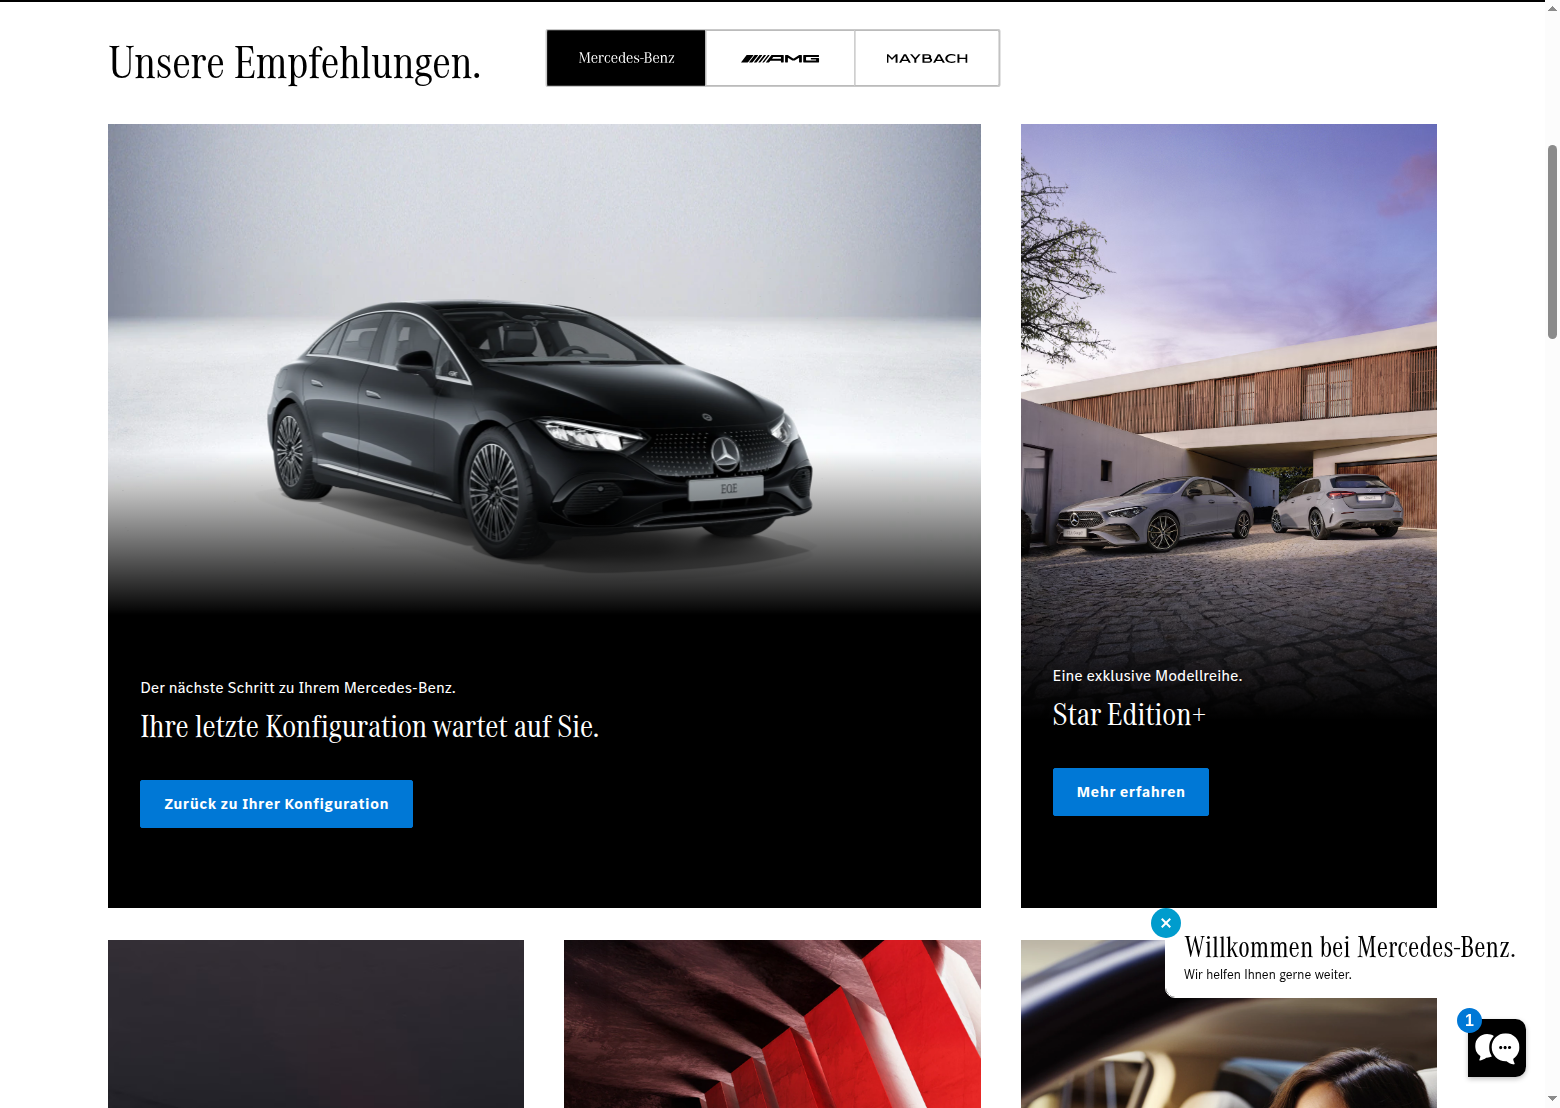 Unsere Empfehlungen.
Mercedes-Benz
AMG
MAYBACH
EQE
Der nächste Schritt zu Ihrem Mercedes-Benz.
Ihre letzte Konfiguration wartet auf Sie.
Zurück zu Ihrer Konfiguration
Eine exklusive Modellreihe.
Star Edition+
Mehr erfahren
Willkommen bei Mercedes-Benz.
Wir helfen Ihnen gerne weiter.
1